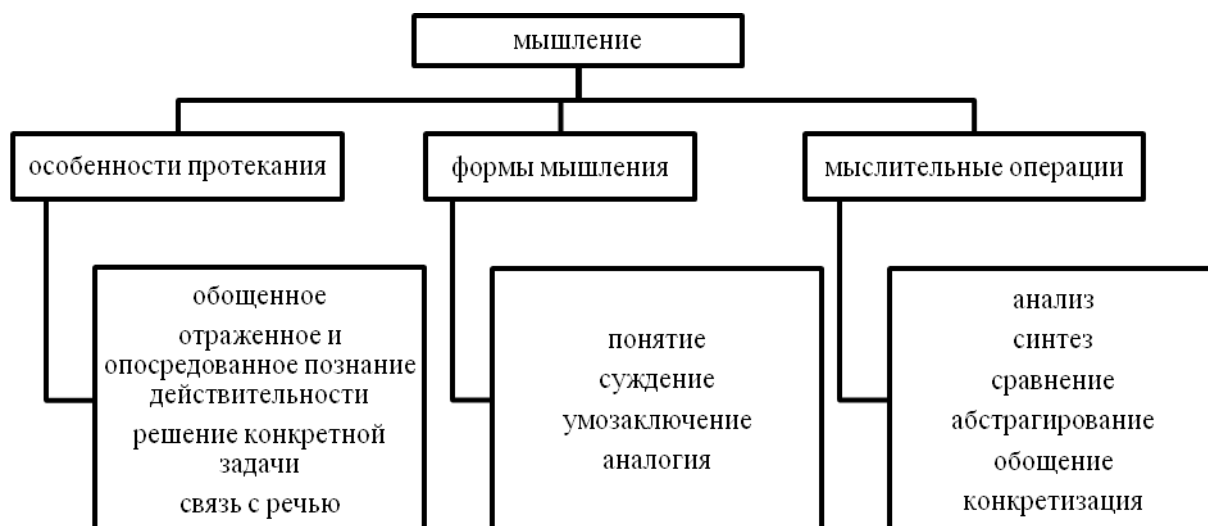 мышление
особенности протекания
формы мышления
мыслительные операции
обощенное
отраженное и
опосредованное познание
действительности
решение конкретной
задачи
связь с речью
понятие
суждение
умозаключение
аналогия
анализ
синтез
сравнение
абстрагирование
обощение
конкретизация